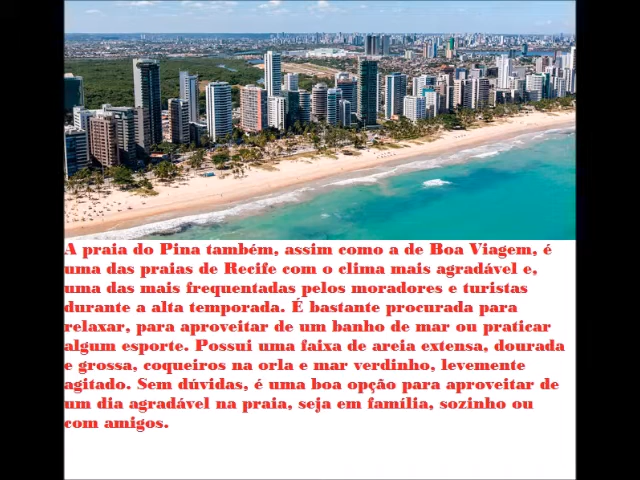 A praia do Pina também, assim como a de Boa Viagem, é
uma das praias de Recife com o clima mais agradável e,
uma das mais frequentadas pelos moradores e turistas
durante a alta temporada. É bastante procurada para
relaxar, para aproveitar de um banho de mar ou praticar
algum esporte. Possui uma faixa de areia extensa, dourada
e grossa, coqueiros na orla e mar verdinho, levemente
agitado. Sem dúvidas, é uma boa opção para aproveitar de
um dia agradável na praia, seja em família, sozinho ou
com amigos.